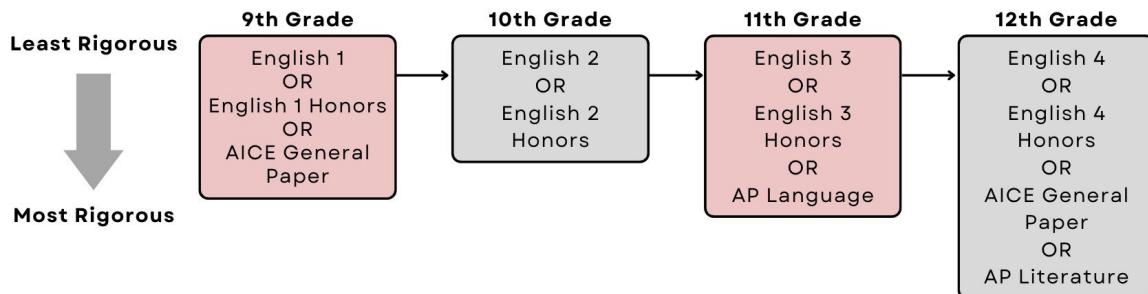 9th Grade
10th Grade
11th Grade
12th Grade
Least Rigorous
Most Rigorous
English 1
OR
English 1 Honors
OR
AICE General
Paper
English 2
OR
English 2
Honors
English 3
OR
English 3
Honors
OR
AP Language
English 4
OR
English 4
Honors
OR
AICE General
Paper
OR
AP Literature